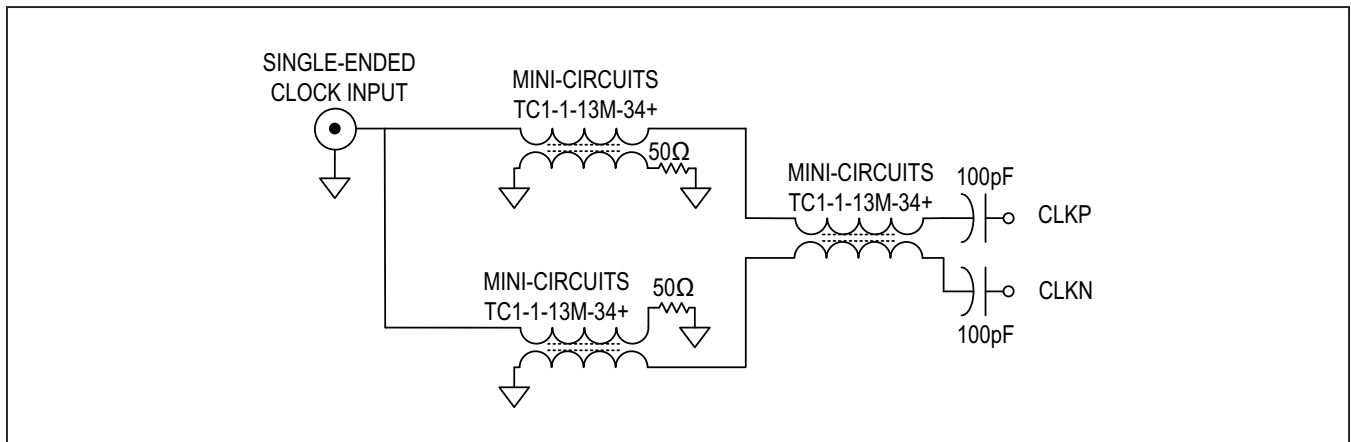 SINGLE-ENDED
CLOCK INPUT
MINI-CIRCUITS
TC1-1-13M-34+
50Ω
MINI-CIRCUITS
TC1-1-13M-34+
100pF
CLKP
MINI-CIRCUITS
TC1-1-13M-34+
50Ω
CLKN
100pF